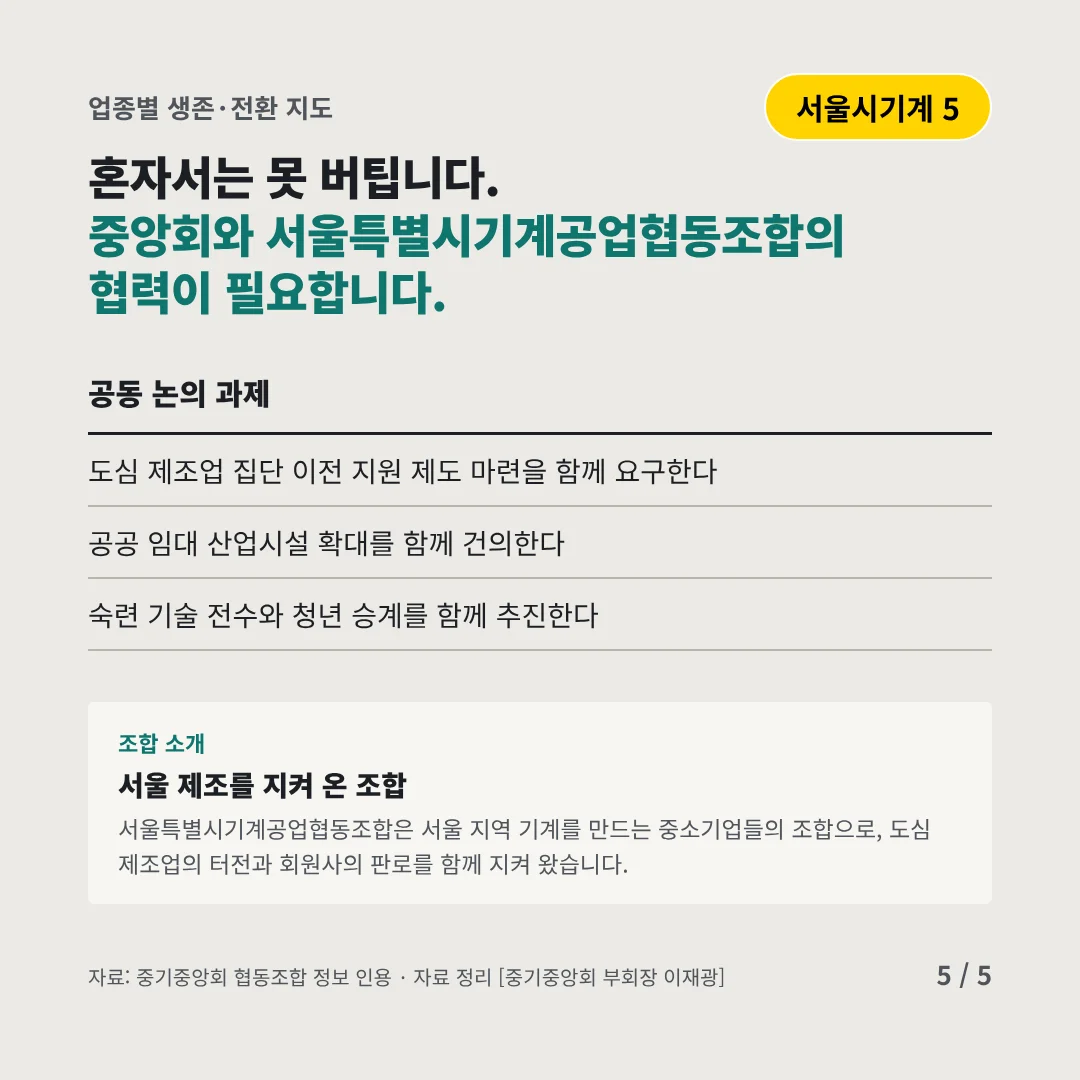 업종별 생존·전환 지도
서울시기계 5
혼자서는 못 버팁니다.
중앙회와 서울특별시기계공업협동조합의
협력이 필요합니다.
공동 논의 과제
도심 제조업 집단 이전 지원 제도 마련을 함께 요구한다
공공 임대 산업시설 확대를 함께 건의한다
숙련 기술 전수와 청년 승계를 함께 추진한다
조합 소개
서울 제조를 지켜 온 조합
서울특별시기계공업협동조합은 서울 지역 기계를 만드는 중소기업들의 조합으로, 도심
제조업의 터전과 회원사의 판로를 함께 지켜 왔습니다.
자료: 중기중앙회 협동조합 정보 인용 · 자료 정리 [중기중앙회 부회장 이재광]
5 / 5